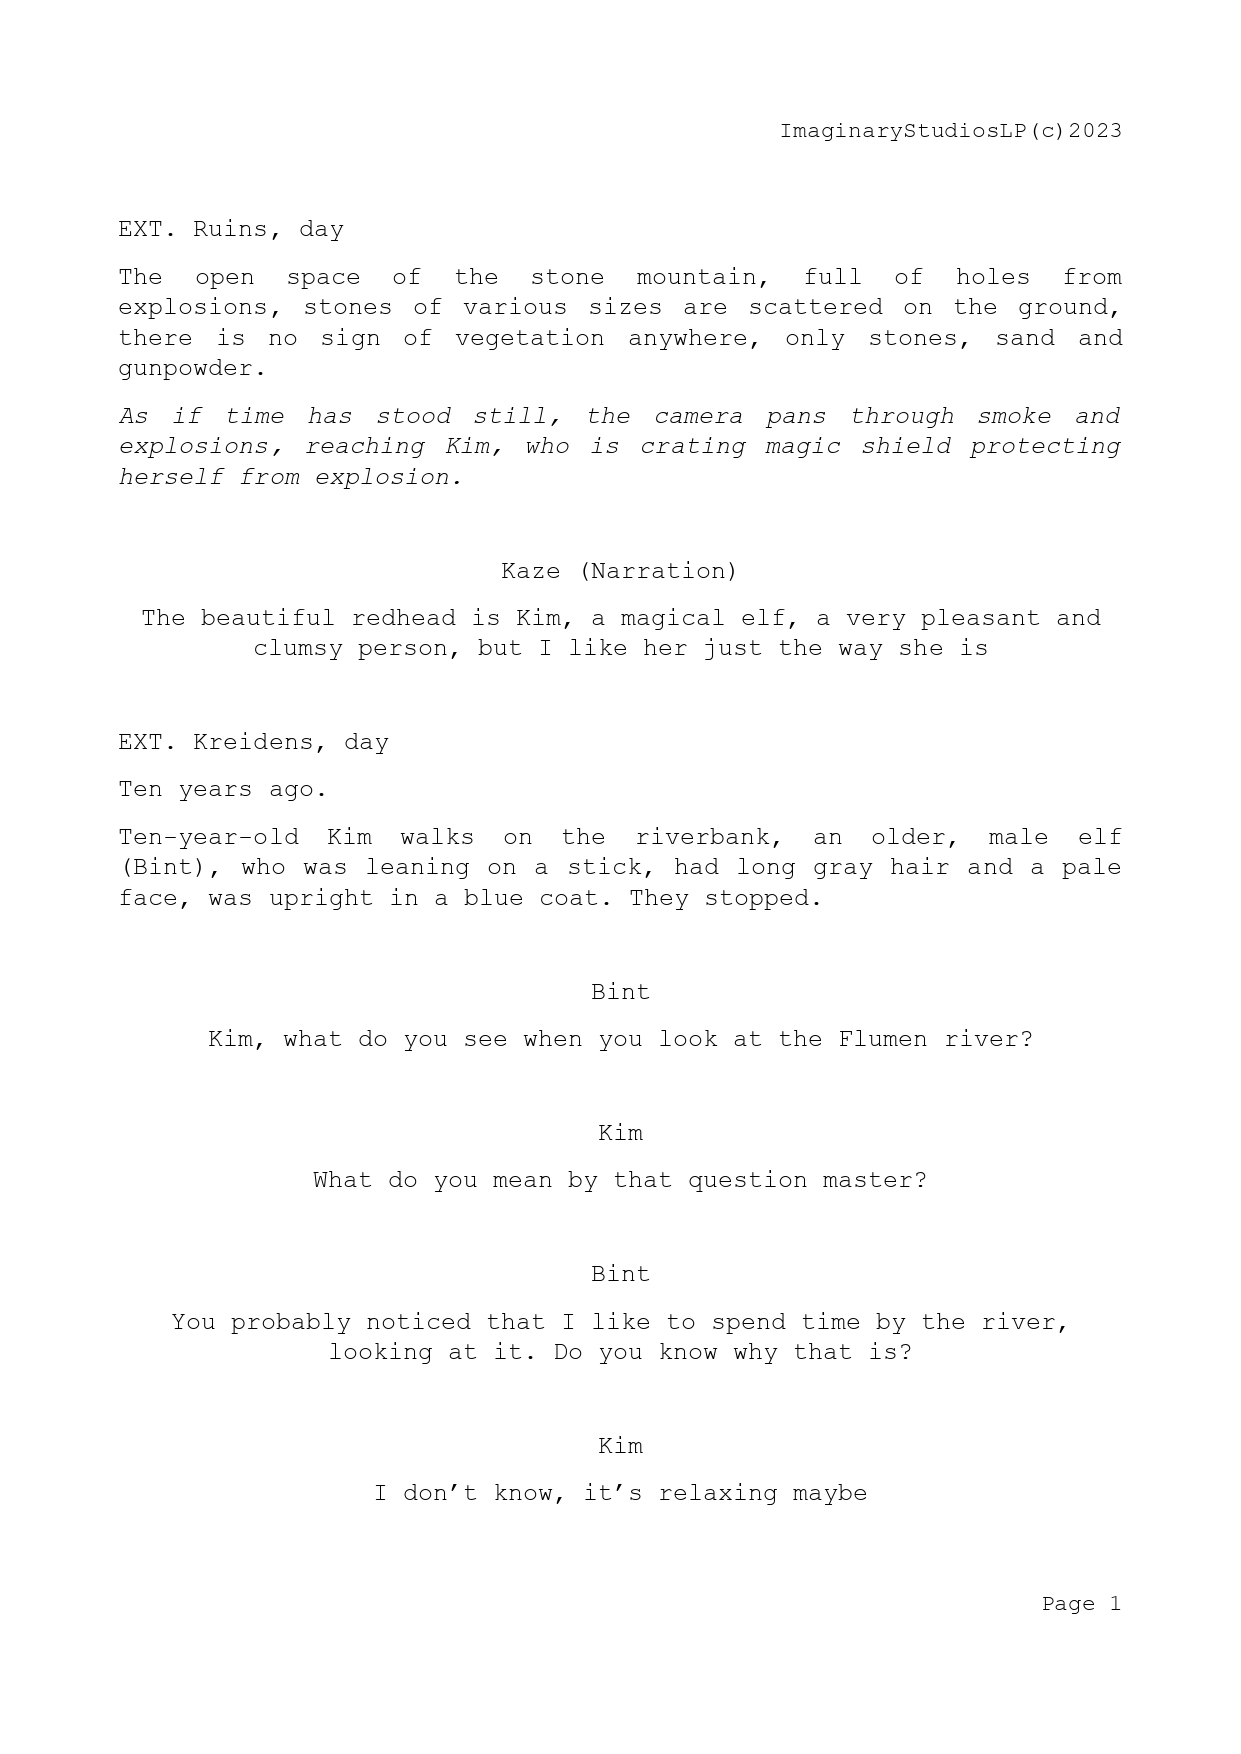 ImaginaryStudiosLP(c)2023
EXT. Ruins, day
The open space of the stone mountain, full of holes from
explosions, stones of various sizes are scattered on the ground,
there is no sign of vegetation anywhere, only stones, sand and
gunpowder.
As if time has stood still, the camera pans through smoke and
explosions, reaching Kim, who is crating magic shield protecting
herself from explosion.
Kaze (Narration)
The beautiful redhead is Kim, a magical elf, a very pleasant and
clumsy person, but I like her just the way she is
EXT. Kreidens, day
Ten years ago.
Ten-year-old Kim walks on the riverbank, an older, male elf
(Bint), who was leaning on a stick, had long gray hair and a pale
face, was upright in a blue coat. They stopped.
Bint
Kim, what do you see when you look at the Flumen river?
Kim
What do you mean by that question master?
Bint
You probably noticed that I like to spend time by the river,
looking at it. Do you know why that is?
Kim
I don’t know, it’s relaxing maybe
Page 1